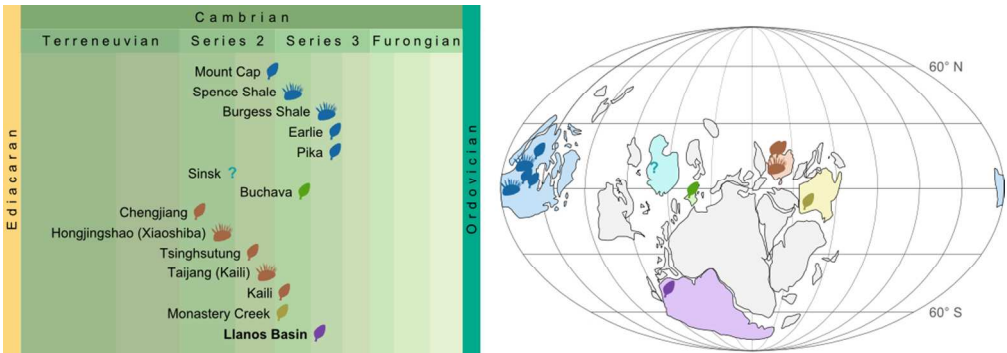 Cambrian
Terreneuvian Series 2 Series 3 Furongian
Ediacaran
Mount Cap
Spence Shale
Burgess Shale
Earlie
Pika
Sinsk ?
Buchava
Chengjiang
Hongjingshao (Xiaoshiba)
Tsinghsutung
Taijang (Kaili)
Kaili
Monastery Creek
Llanos Basin
Ordovician
60° N
?
60° S